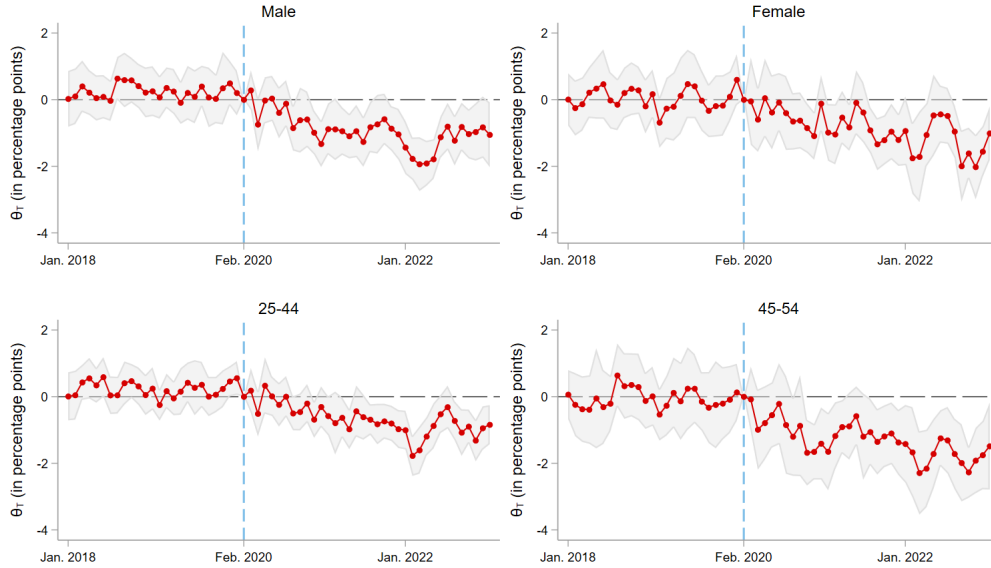 Male
θT (in percentage points)
2
0
-2
-4
Jan. 2018
Feb. 2020
Jan. 2022
Female
θT (in percentage points)
2
0
-2
-4
Jan. 2018
Feb. 2020
Jan. 2022
25-44
θT (in percentage points)
2
0
-2
-4
Jan. 2018
Feb. 2020
Jan. 2022
45-54
θT (in percentage points)
2
0
-2
-4
Jan. 2018
Feb. 2020
Jan. 2022